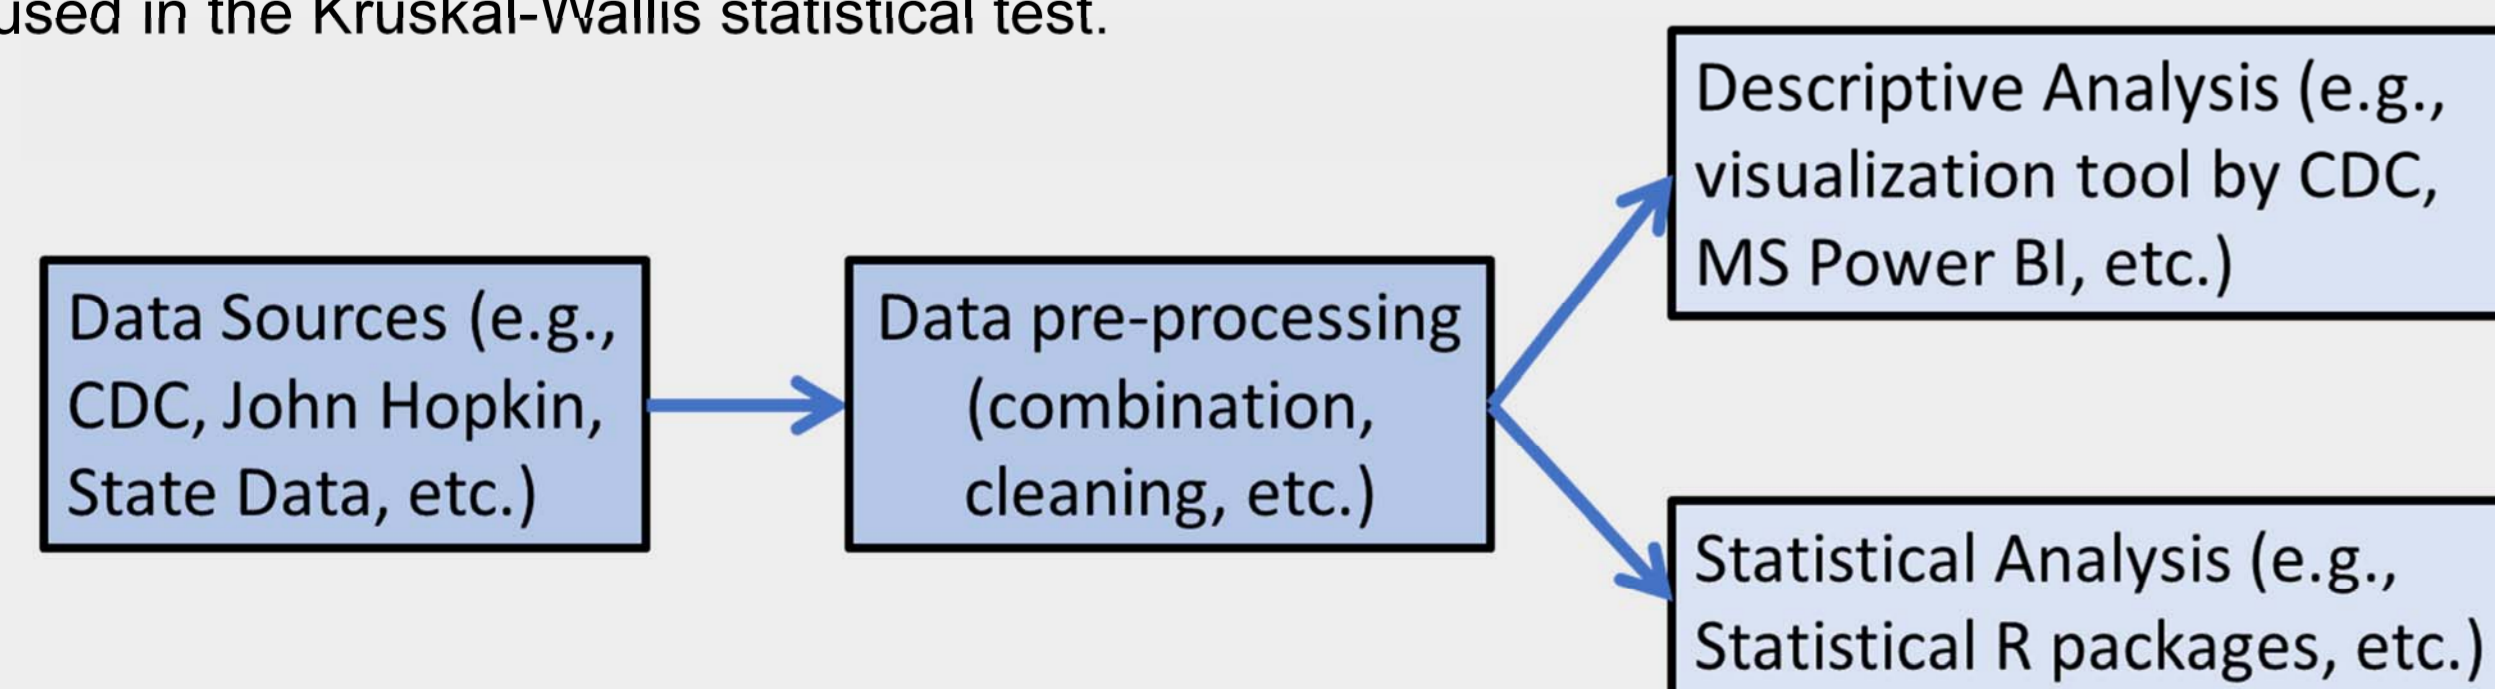 used in the Kruskal-Wallis statistical test.
Data Sources (e.g.,
CDC, John Hopkin,
State Data, etc.)
Data pre-processing
(combination,
cleaning, etc.)
Descriptive Analysis (e.g.,
visualization tool by CDC,
MS Power BI, etc.)
Statistical Analysis (e.g.,
Statistical R packages, etc.)